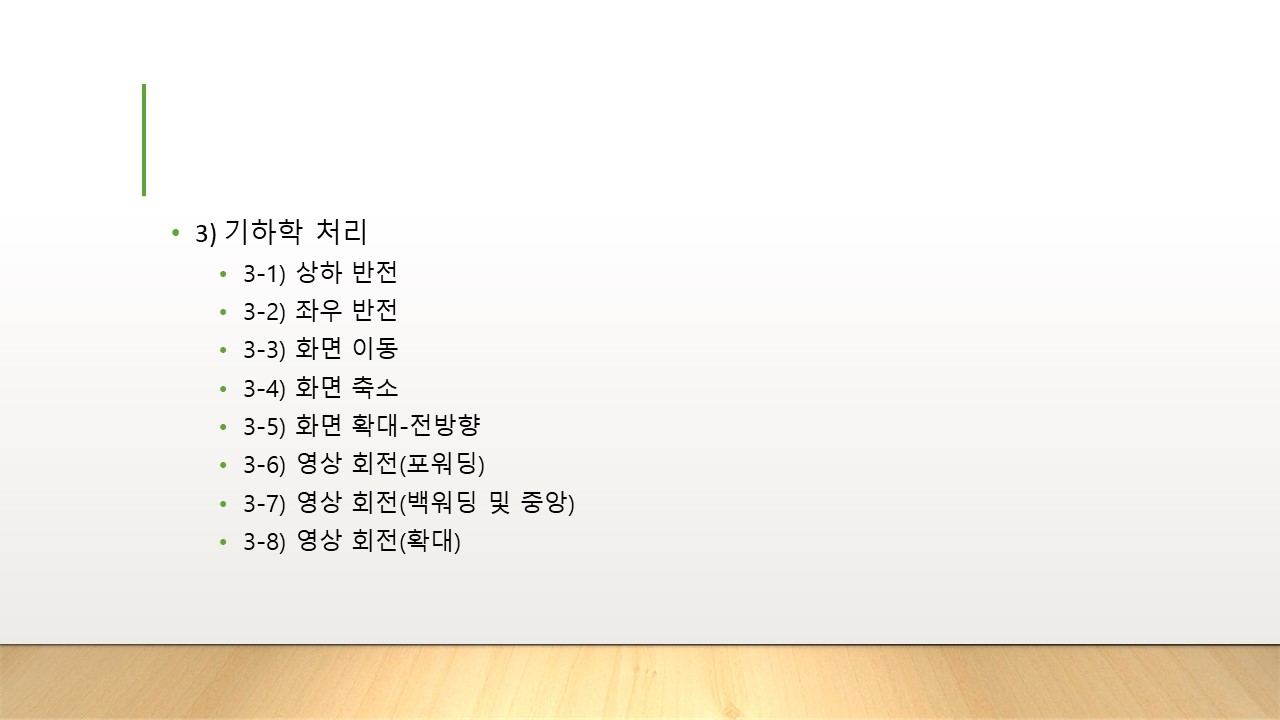 • 3) 기하학 처리
• 3-1) 상하 반전
• 3-2) 좌우 반전
• 3-3) 화면 이동
• 3-4) 화면 축소
• 3-5) 화면 확대-전방향
• 3-6) 영상 회전(포워딩)
• 3-7) 영상 회전(백워딩 및 중앙)
• 3-8) 영상 회전(확대)